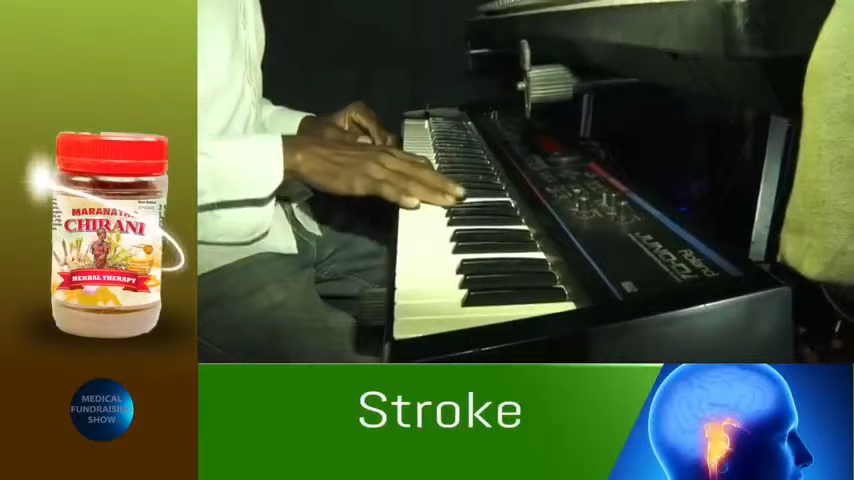 MARANATHA
CHIRANI
HERBAL THERAPY
MEDICAL
FUNDRAISING
SHOW
Roland
JUNO-Di
Stroke